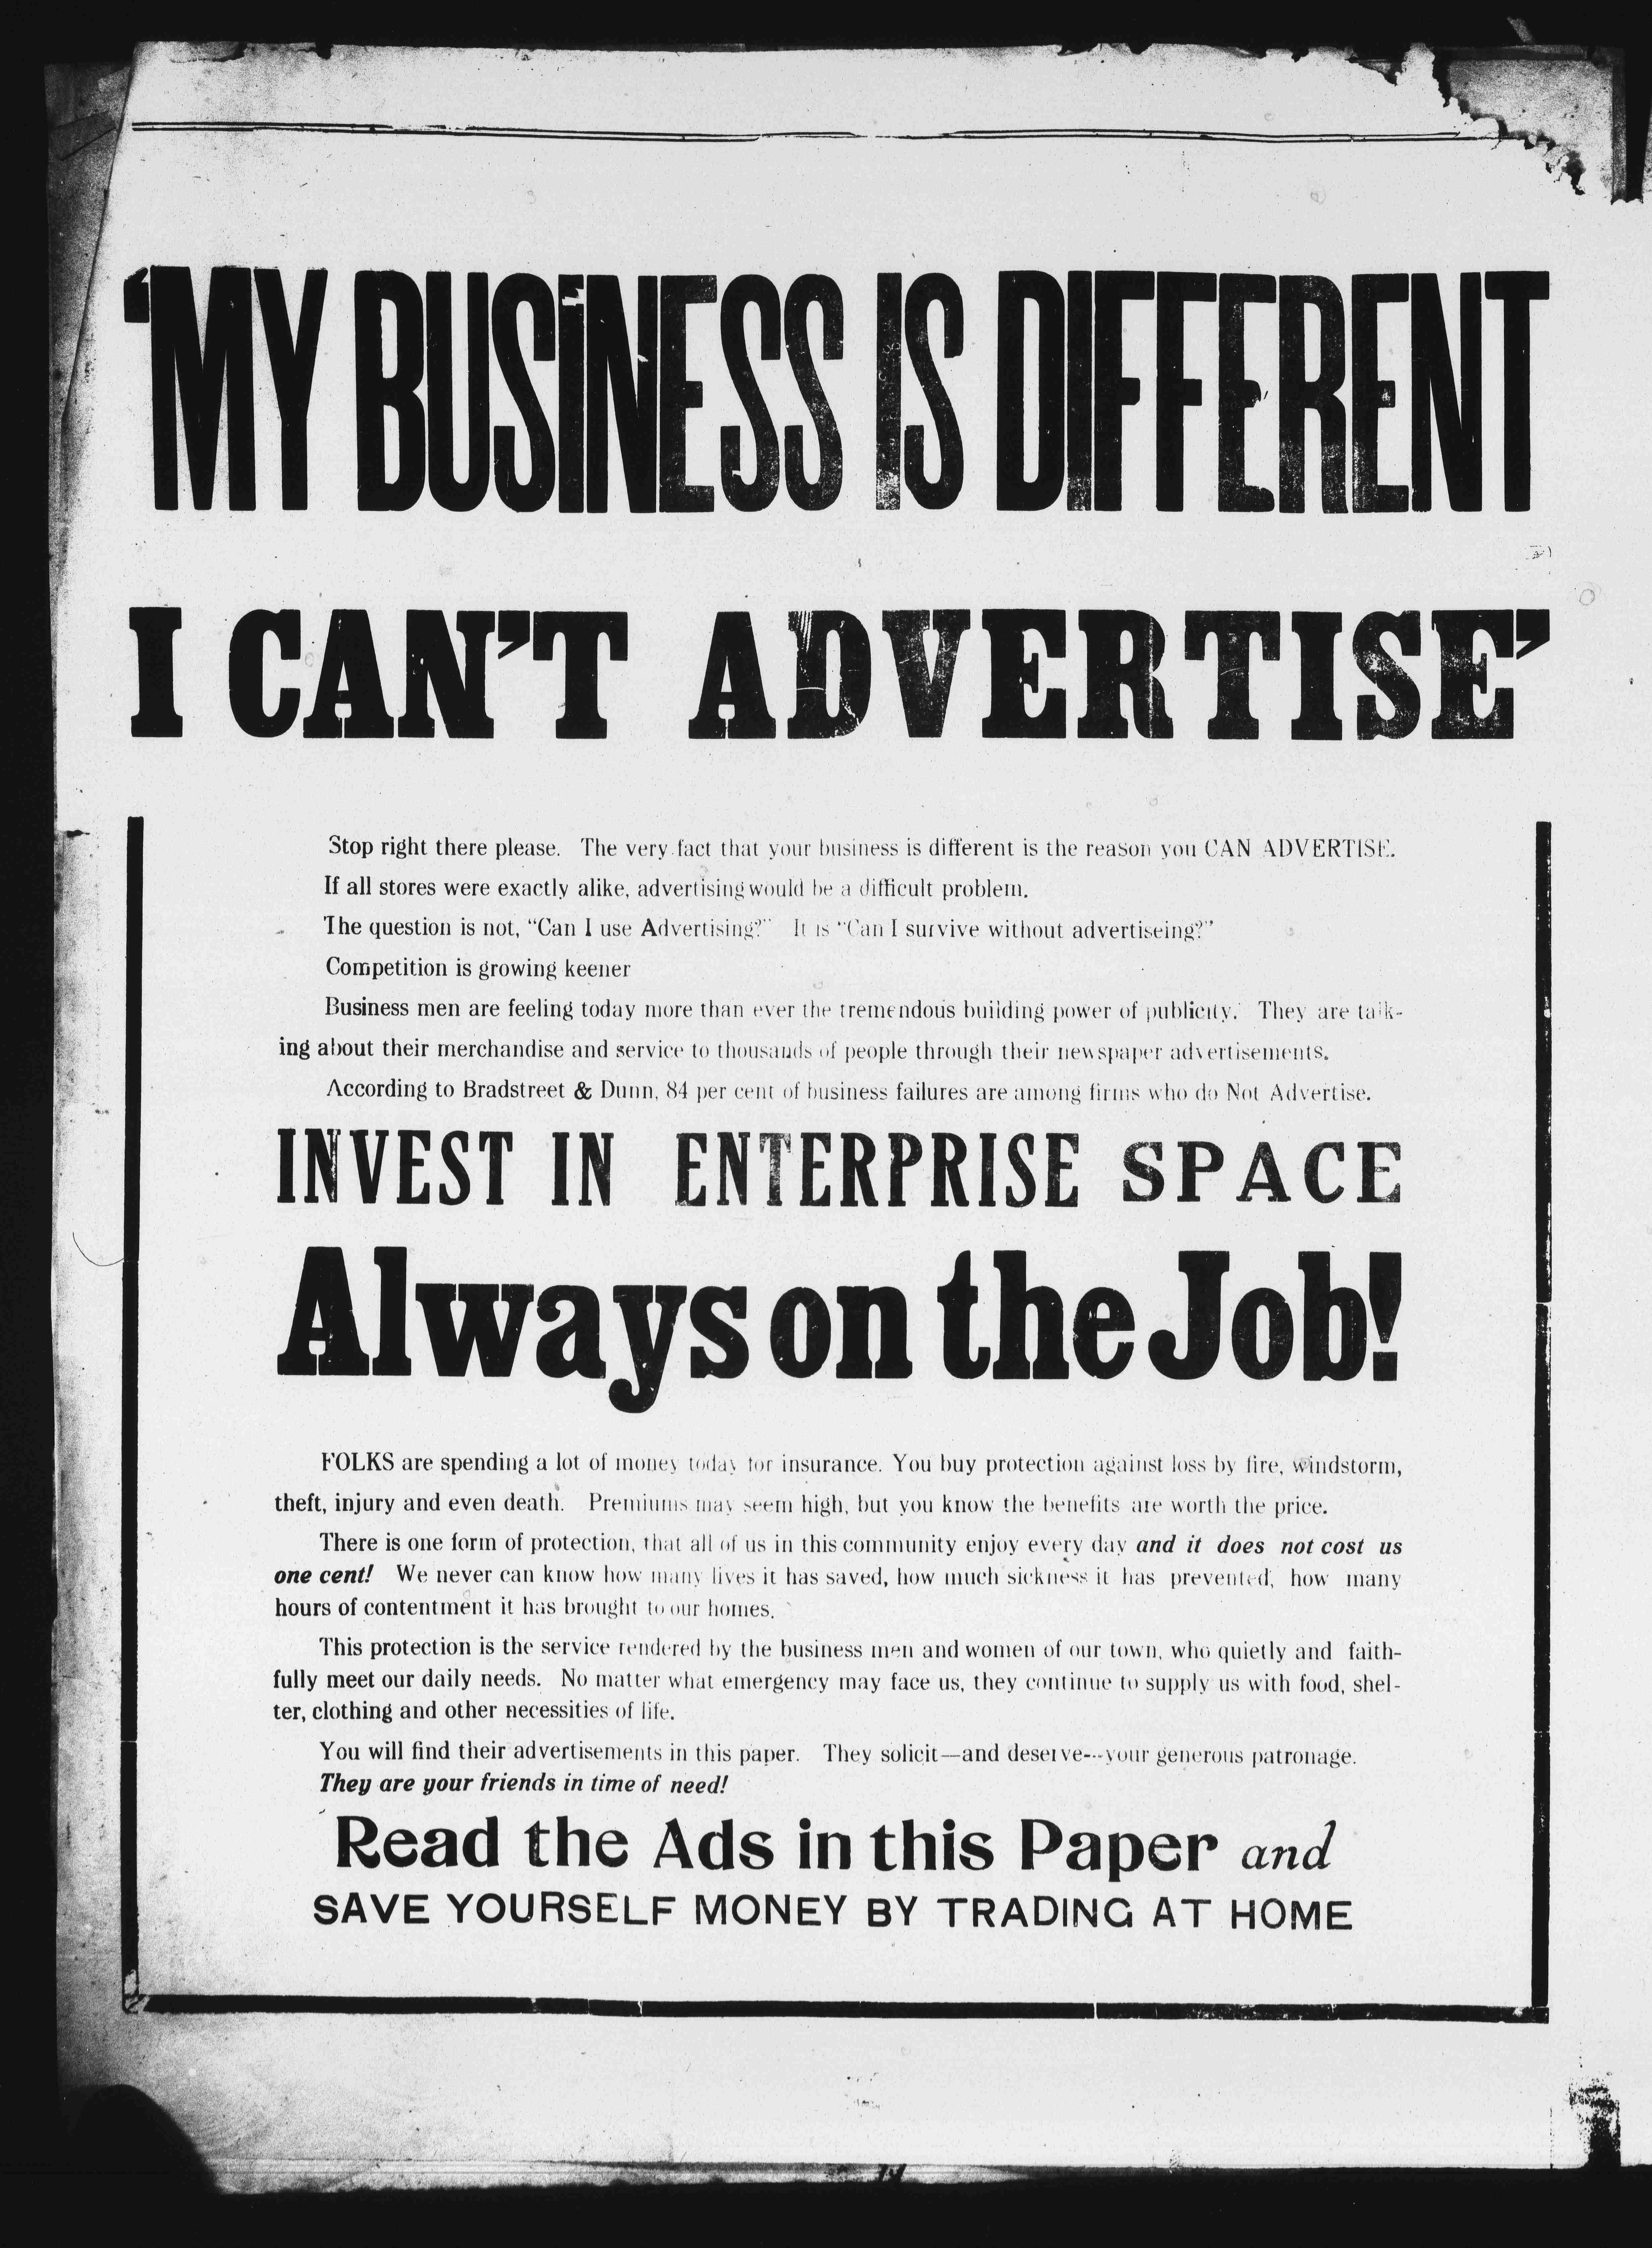 ‘MY BUSINESS IS DIFFERENT
I CAN’T ADVERTISE’
Stop right there please. The very fact that your business is different is the reason you CAN ADVERTISE.
If all stores were exactly alike, advertising would be a difficult problem.
The question is not, “Can I use Advertising?” It is “Can I survive without advertiseing?”
Competition is growing keener
Business men are feeling today more than ever the tremendous building power of publicity. They are talk-
ing about their merchandise and service to thousands of people through their newspaper advertisements.
According to Bradstreet & Dunn, 84 per cent of business failures are among firms who do Not Advertise.
INVEST IN ENTERPRISE SPACE
Always on the Job!
FOLKS are spending a lot of money today for insurance. You buy protection against loss by fire, windstorm,
theft, injury and even death. Premiums may seem high, but you know the benefits are worth the price.
There is one form of protection, that all of us in this community enjoy every day and it does not cost us
one cent! We never can know how many lives it has saved, how much sickness it has prevented, how many
hours of contentment it has brought to our homes.
This protection is the service rendered by the business men and women of our town, who quietly and faith-
fully meet our daily needs. No matter what emergency may face us, they continue to supply us with food, shel-
ter, clothing and other necessities of life.
You will find their advertisements in this paper. They solicit—and deserve---your generous patronage.
They are your friends in time of need!
Read the Ads in this Paper and
SAVE YOURSELF MONEY BY TRADING AT HOME